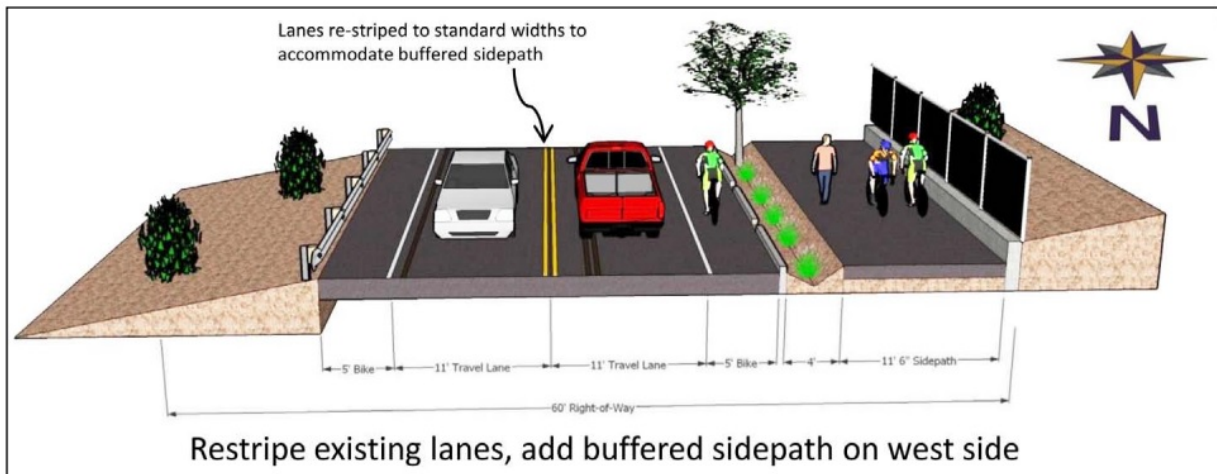 Lanes re-striped to standard widths to
accommodate buffered sidepath
N
5' Bike
11' Travel Lane
11' Travel Lane
5' Bike
4'
11' 6" Sidepath
60' Right-of-Way
Restripe existing lanes, add buffered sidepath on west side